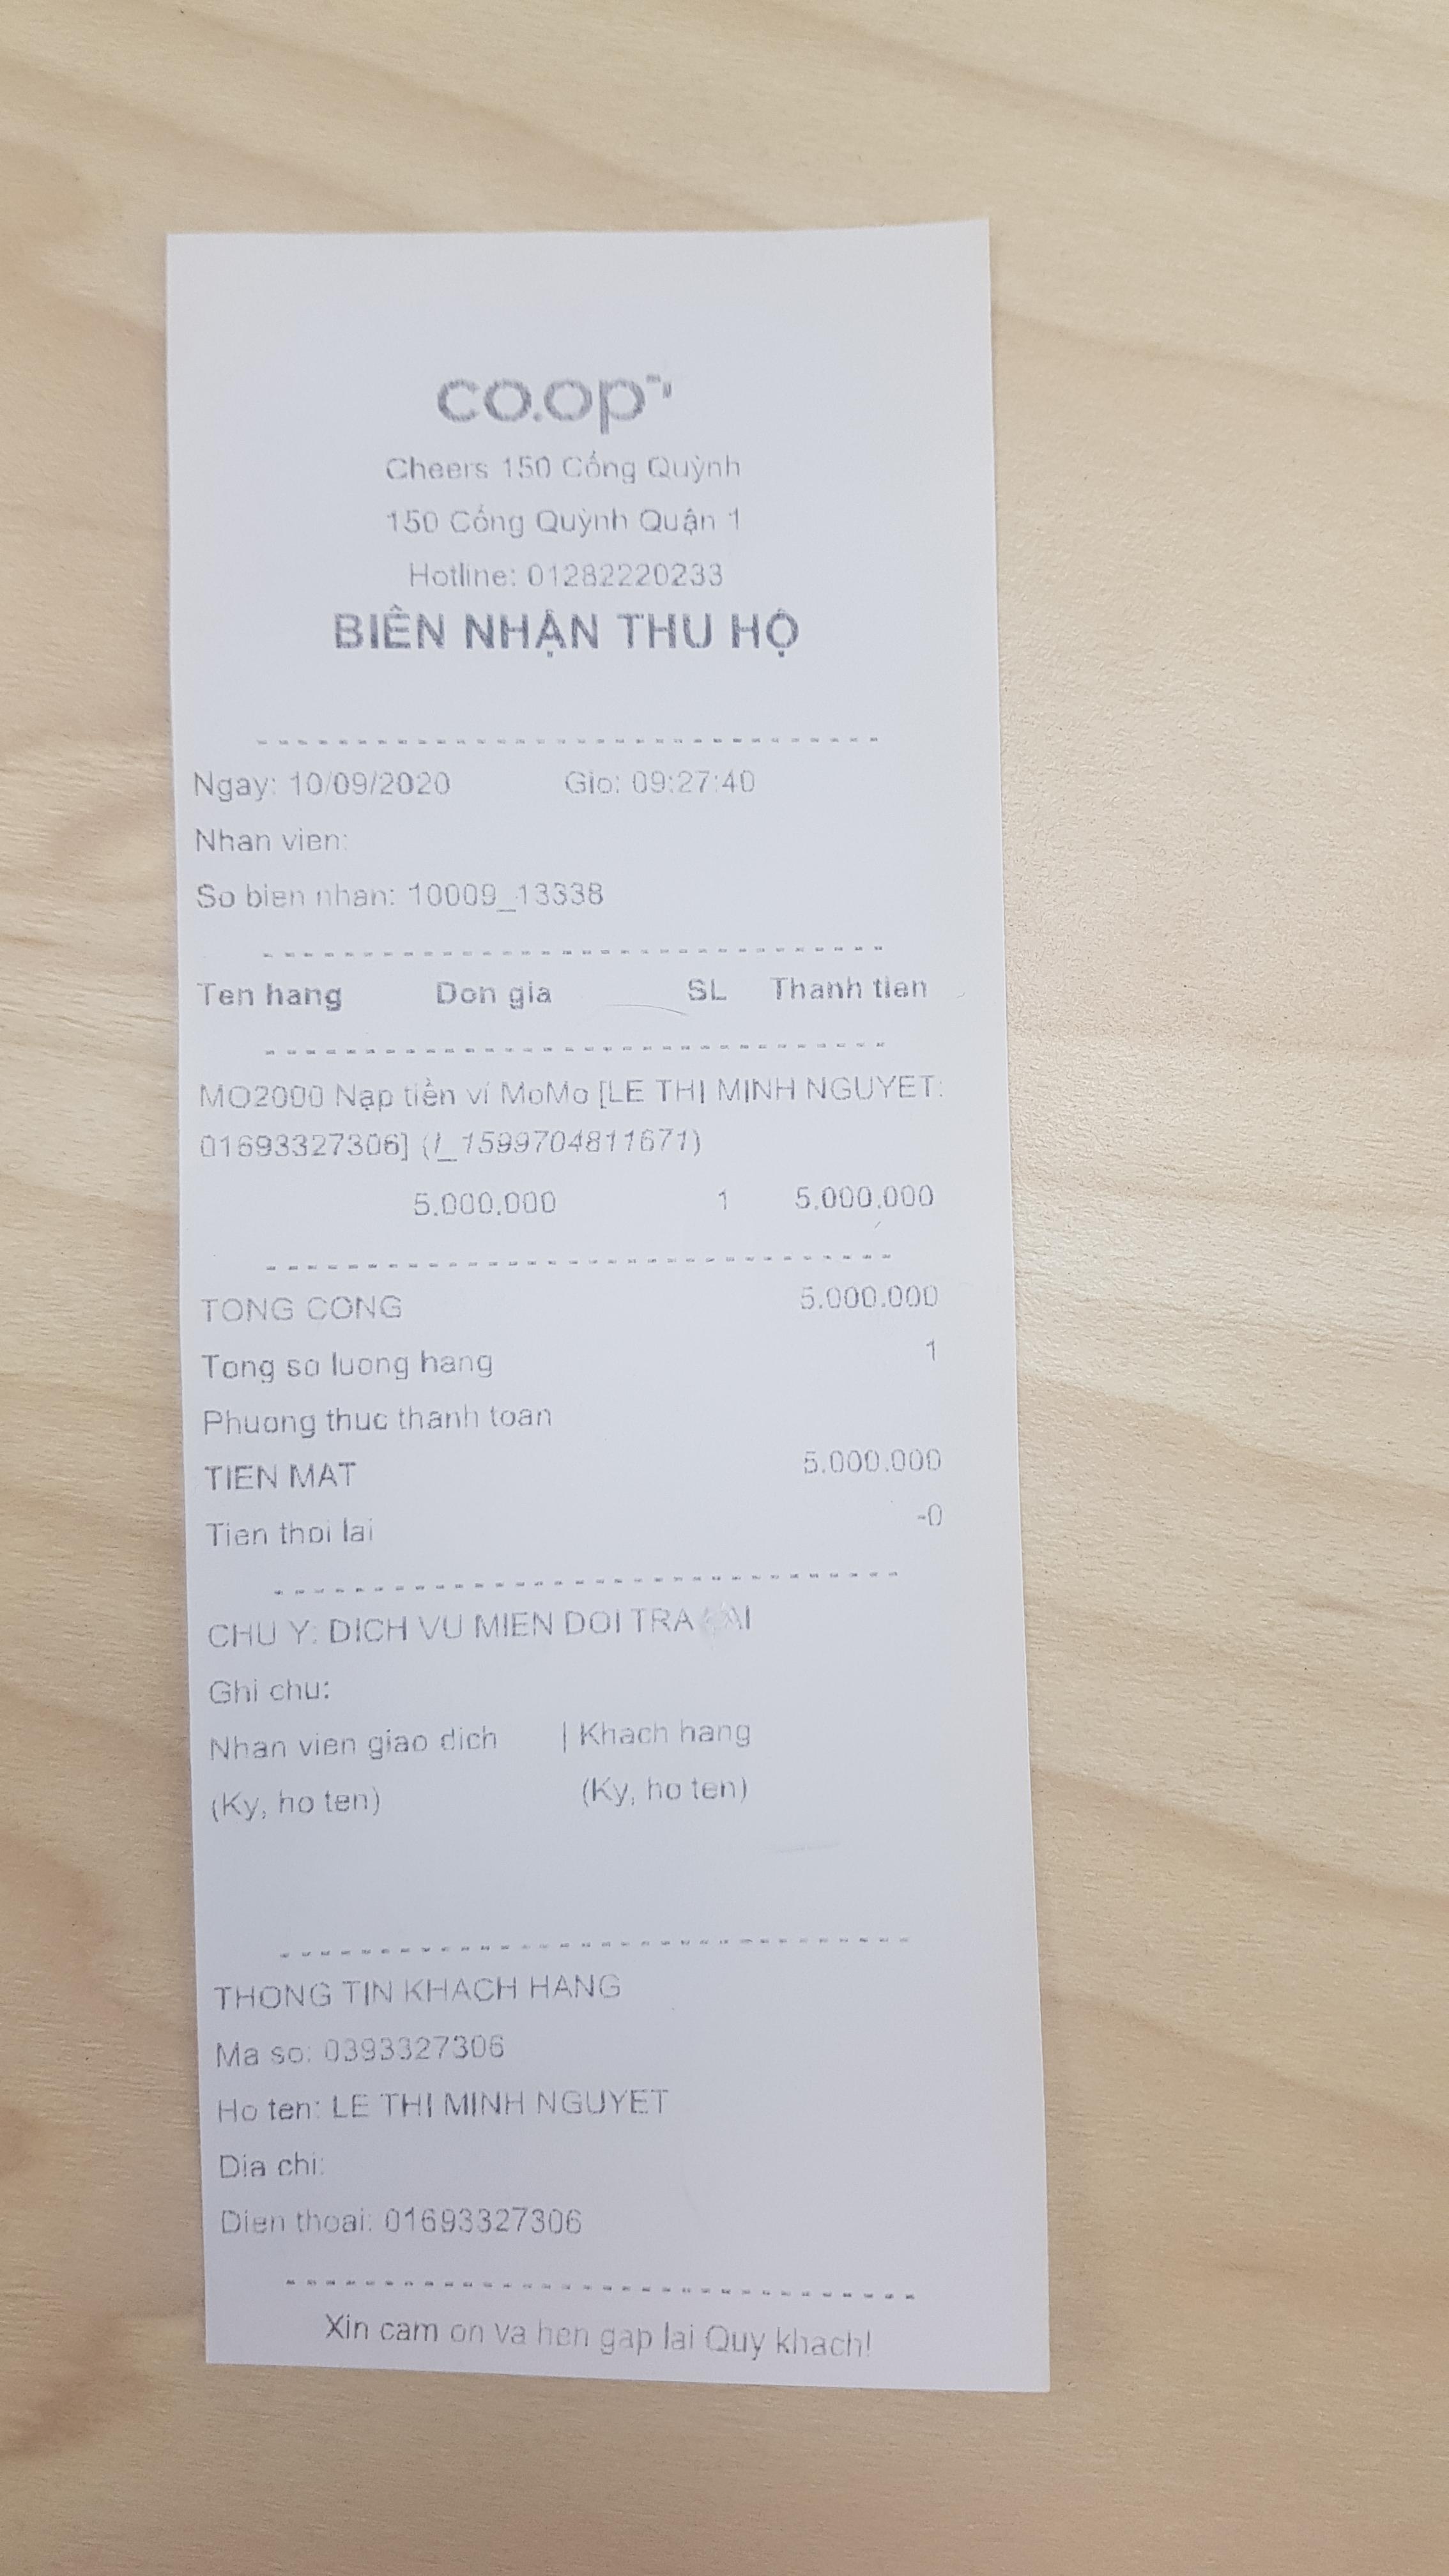 co.op
Cheers 150 Cống Quỳnh
150 Cống Quỳnh Quận 1
Hotline: 01282220233
BIÊN NHẬN THU HỘ
Ngay: 10/09/2020 Gio: 09:27:40
Nhan vien:
So bien nhan: 10009_13338
Ten hang Don gia SL Thanh tien
MO2000 Nạp tiền ví MoMo [LE THỊ MINH NGUYET:
01693327306] (I_1599704811671)
5.000.000 1 5.000.000
TONG CONG 5.000.000
Tong so luong hang 1
Phuong thuc thanh toan
TIEN MAT 5.000.000
Tien thoi lai -0
CHU Y: DICH VU MIEN DOI TRA
Ghi chu:
Nhan vien giao dich | Khach hang
(Ky, ho ten) (Ky, ho ten)
THONG TIN KHACH HANG
Ma so: 0393327306
Ho ten: LE THI MINH NGUYET
Dia chi:
Dien thoai: 01693327306
Xin cam on va hen gap lai Quy khach!